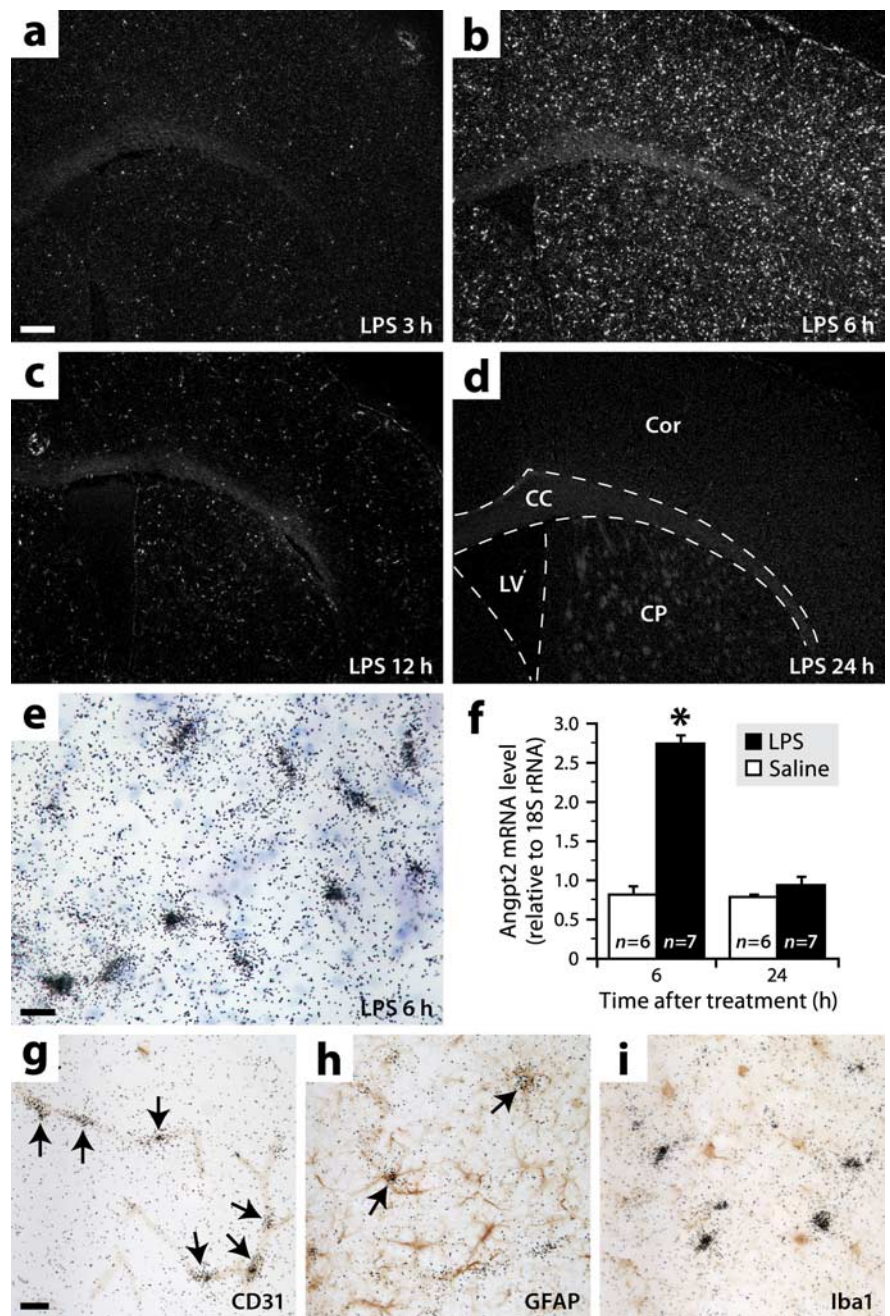 a
LPS 3 h
b
LPS 6 h
c
LPS 12 h
d
Cor
CC
LV
CP
LPS 24 h
e
LPS 6 h
f
Angpt2 mRNA level
(relative to 18S rRNA)
3.0
2.5
2.0
1.5
1.0
0.5
0
*
LPS
Saline
n=6
n=7
n=6
n=7
6
24
Time after treatment (h)
g
CD31
h
GFAP
i
Iba1